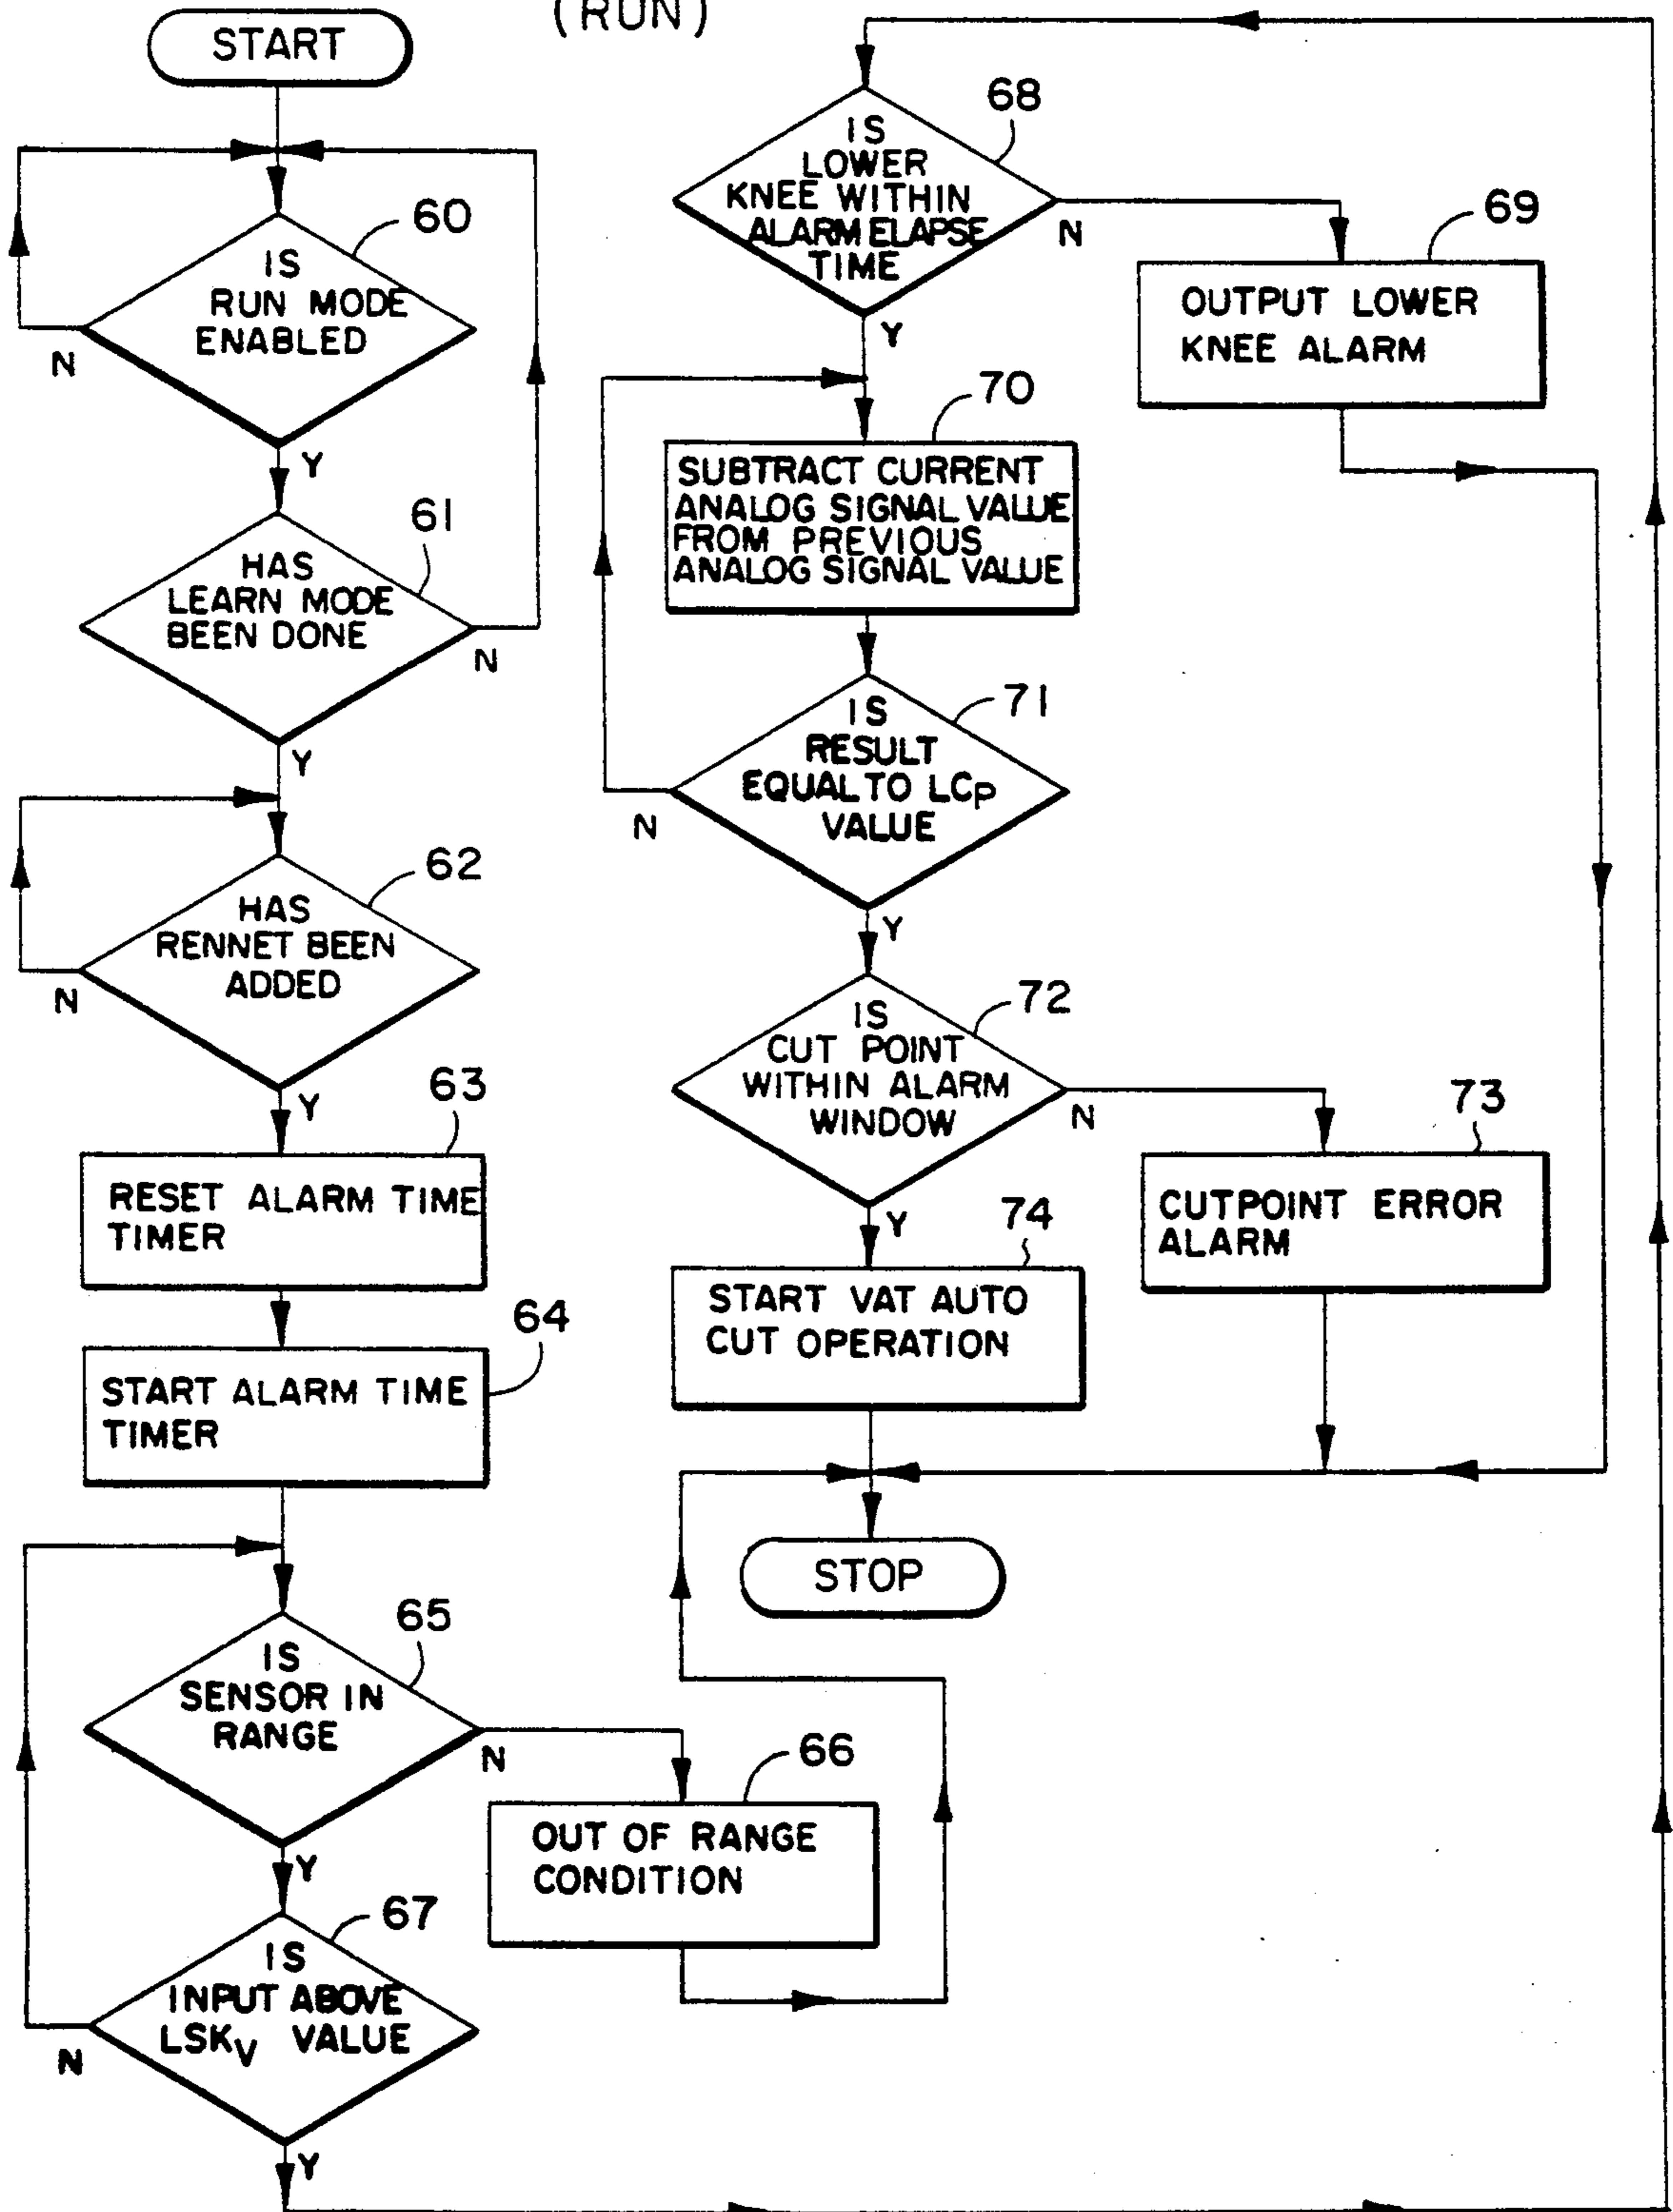 (RUN)
START
60
IS
RUN MODE
ENABLED
N
Y
61
HAS
LEARN MODE
BEEN DONE
N
Y
62
HAS
RENNET BEEN
ADDED
N
Y
63
RESET ALARM TIME
TIMER
64
START ALARM TIME
TIMER
65
IS
SENSOR IN
RANGE
N
Y
66
OUT OF RANGE
CONDITION
67
IS
INPUT ABOVE
LSKV VALUE
N
Y
68
IS
LOWER
KNEE WITHIN
ALARM ELAPSE
TIME
N
Y
69
OUTPUT LOWER
KNEE ALARM
70
SUBTRACT CURRENT
ANALOG SIGNAL VALUE
FROM PREVIOUS
ANALOG SIGNAL VALUE
71
IS
RESULT
EQUAL TO LCP
VALUE
N
Y
72
IS
CUT POINT
WITHIN ALARM
WINDOW
N
Y
73
CUTPOINT ERROR
ALARM
74
START VAT AUTO
CUT OPERATION
STOP